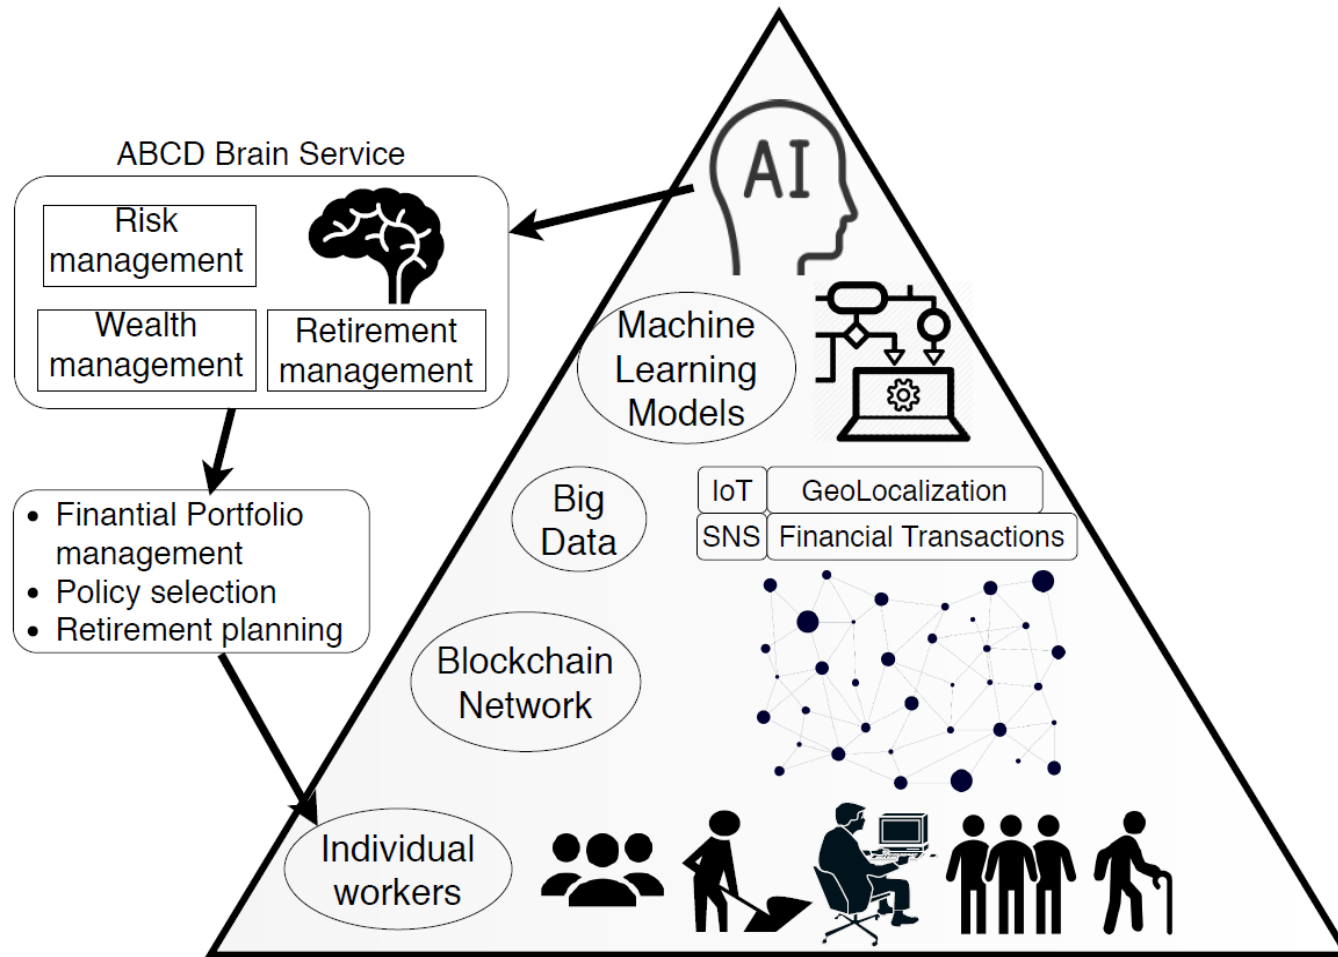 ABCD Brain Service
Risk
management
Wealth
management
Retirement
management
Finantial Portfolio
management
Policy selection
Retirement planning
AI
Machine
Learning
Models
Big
Data
IoT
GeoLocalization
SNS
Financial Transactions
Blockchain
Network
Individual
workers